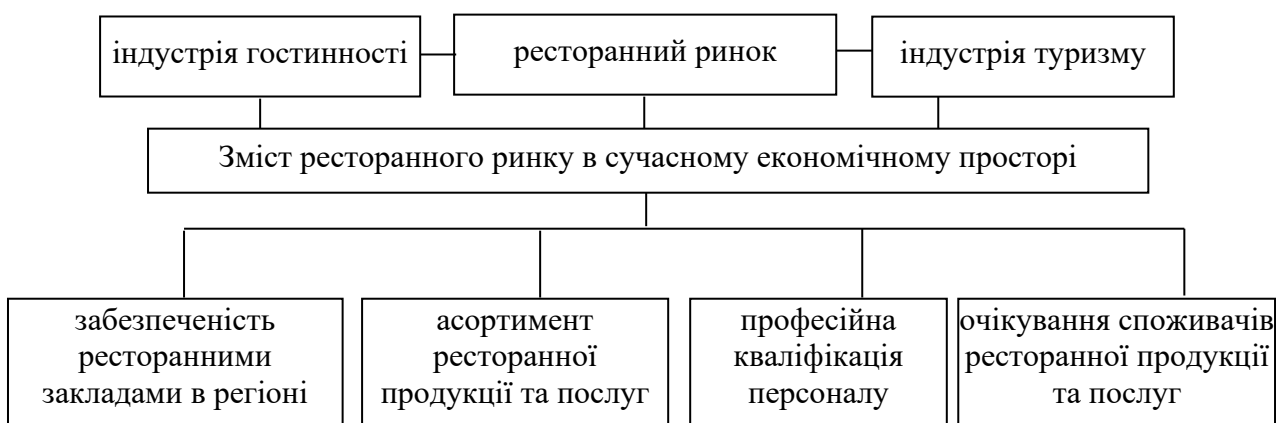 індустрія гостинності
ресторанний ринок
індустрія туризму
Зміст ресторанного ринку в сучасному економічному просторі
забезпеченість
ресторанними
закладами в регіоні
асортимент
ресторанної
продукції та послуг
професійна
кваліфікація
персоналу
очікування споживачів
ресторанної продукції
та послуг